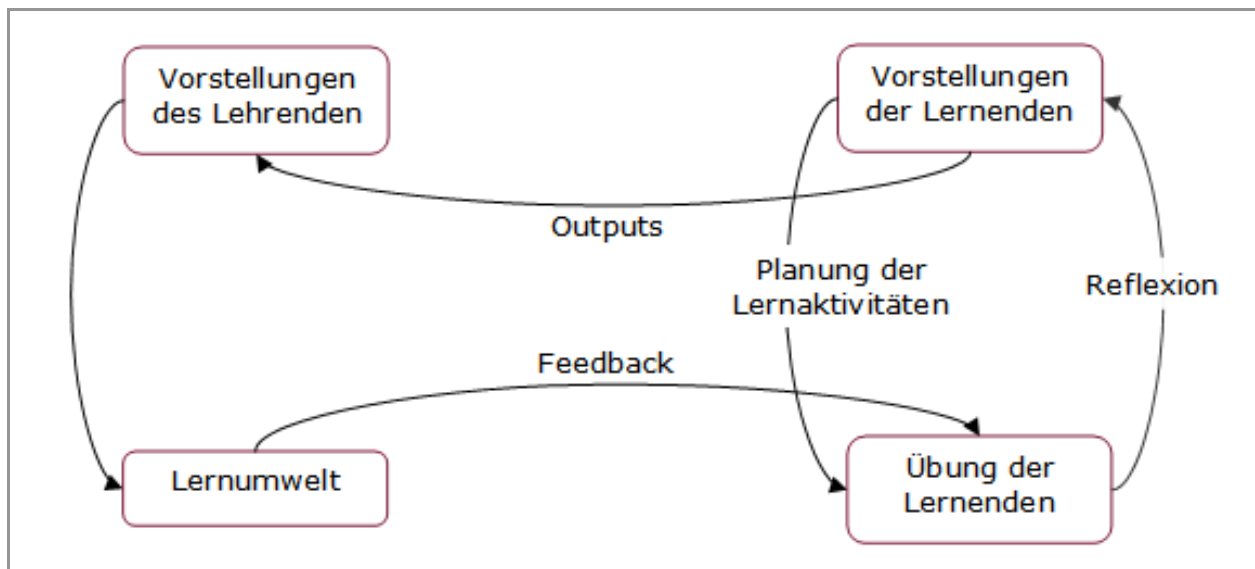 Vorstellungen
des Lehrenden
Vorstellungen
der Lernenden
Outputs
Planung der
Lernaktivitäten
Reflexion
Feedback
Lernumwelt
Übung der
Lernenden